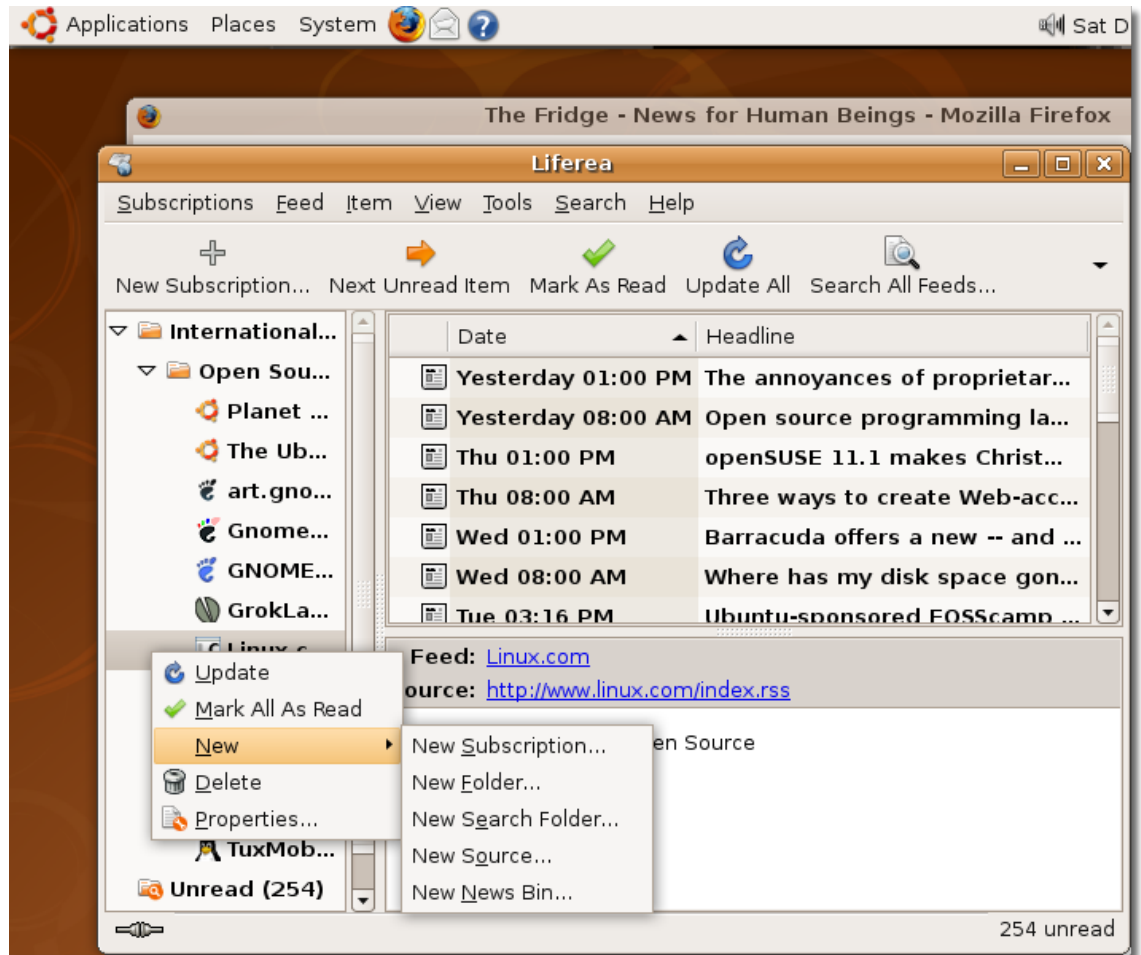 Applications Places System Sat D
The Fridge - News for Human Beings - Mozilla Firefox
Liferea
Subscriptions Feed Item View Tools Search Help
New Subscription... Next Unread Item Mark As Read Update All Search All Feeds...
International...
Open Sou...
Planet ...
The Ub...
art.gno...
Gnome...
GNOME...
GrokLa...
Linux.c...
TuxMob...
Unread (254)
Date Headline
Yesterday 01:00 PM The annoyances of proprietar...
Yesterday 08:00 AM Open source programming la...
Thu 01:00 PM openSUSE 11.1 makes Christ...
Thu 08:00 AM Three ways to create Web-acc...
Wed 01:00 PM Barracuda offers a new -- and ...
Wed 08:00 AM Where has my disk space gon...
Tue 03:16 PM Ubuntu-sponsored FOSScamp ...
Feed: Linux.com
ource: http://www.linux.com/index.rss
en Source
Update
Mark All As Read
New
Delete
Properties...
New Subscription...
New Folder...
New Search Folder...
New Source...
New News Bin...
254 unread